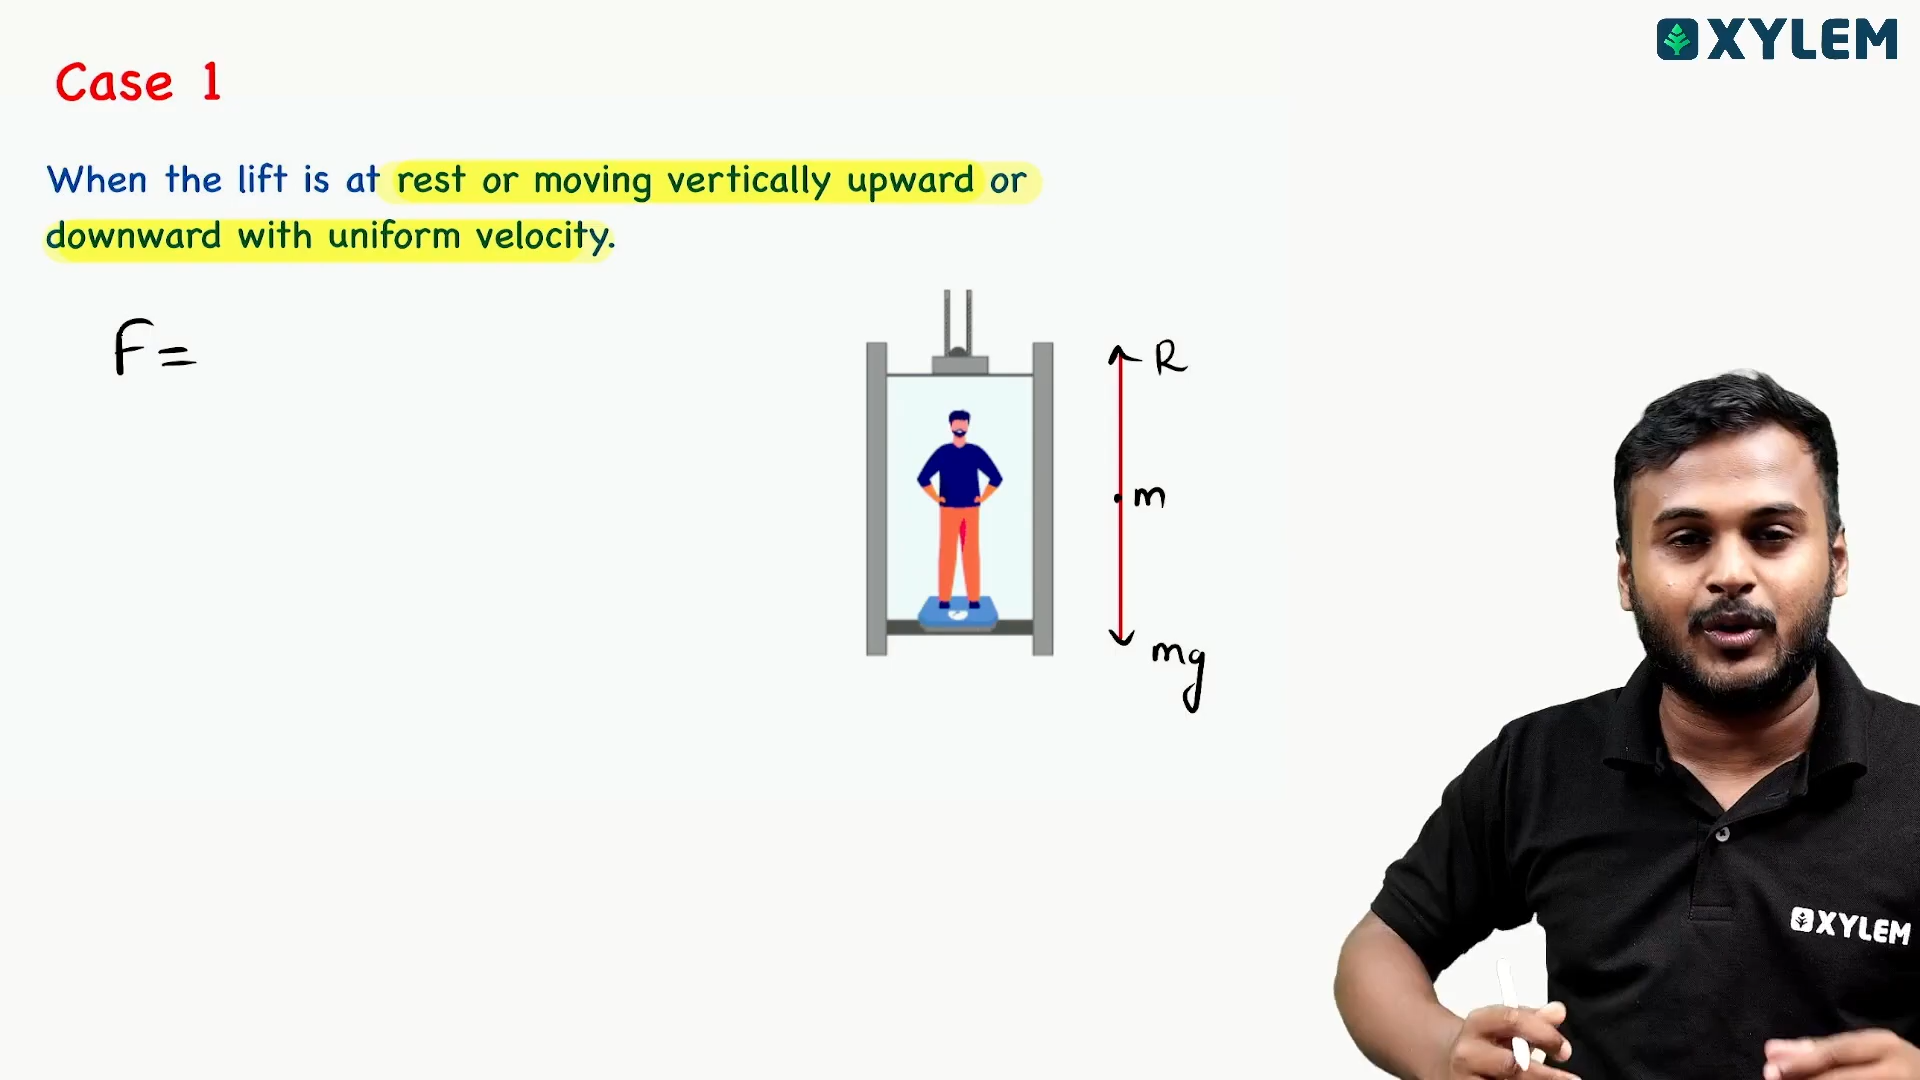 XYLEM
Case 1
When the lift is at rest or moving vertically upward or
downward with uniform velocity.
F =
R
m
mg
XYLEM